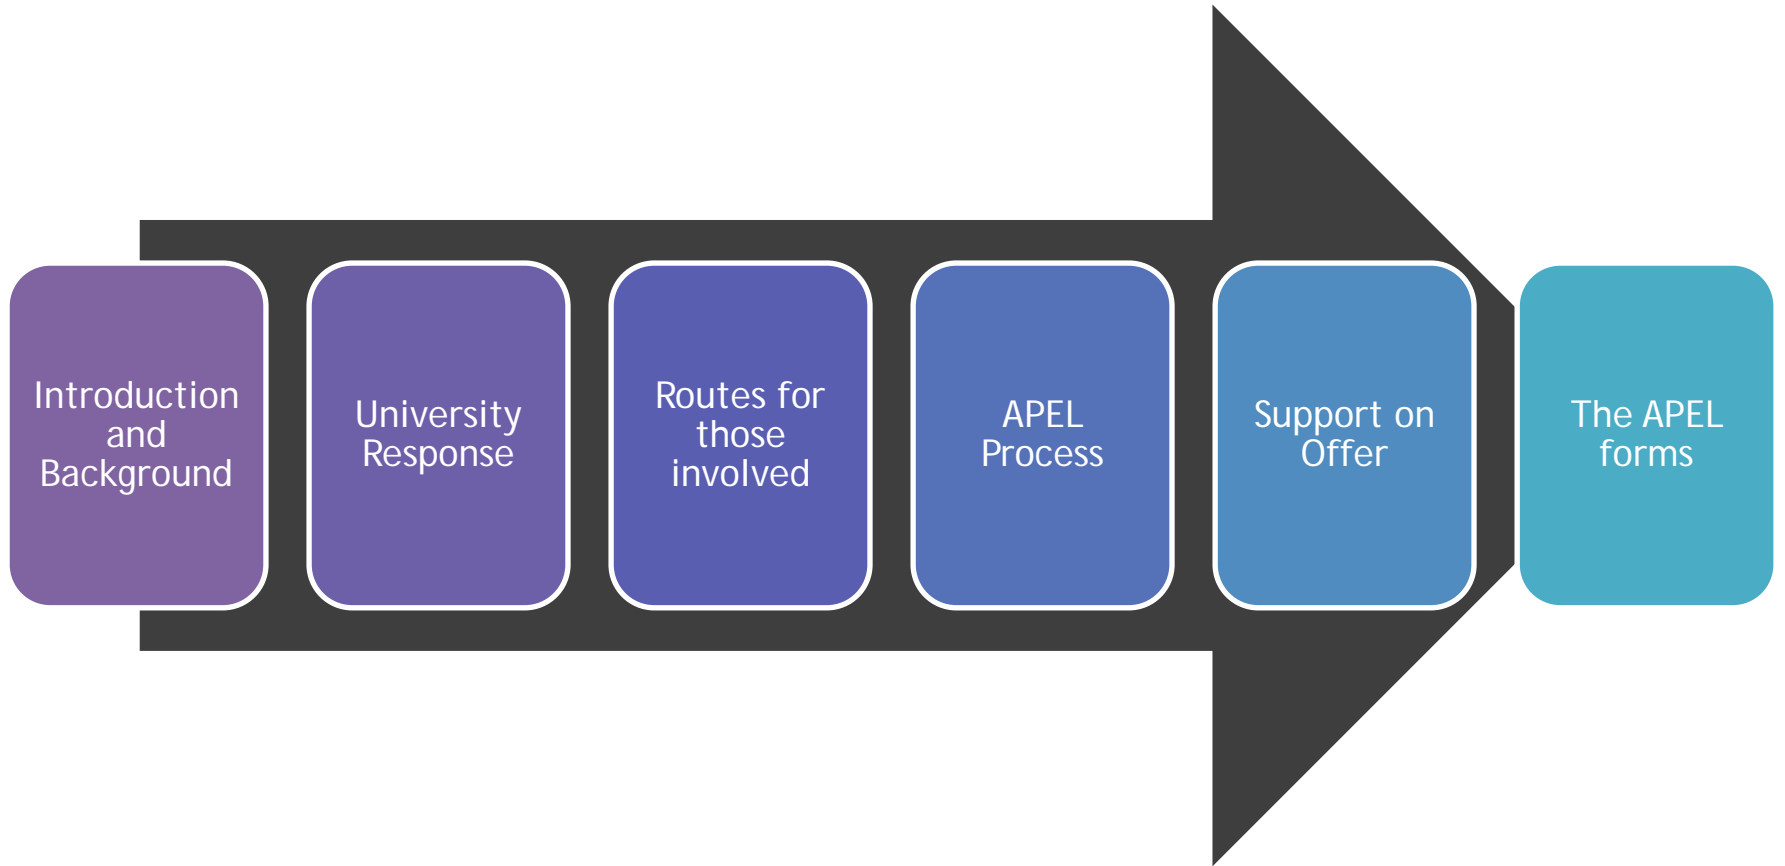 Introduction
and
Background
University
Response
Routes for
those
involved
APEL
Process
Support on
Offer
The APEL
forms